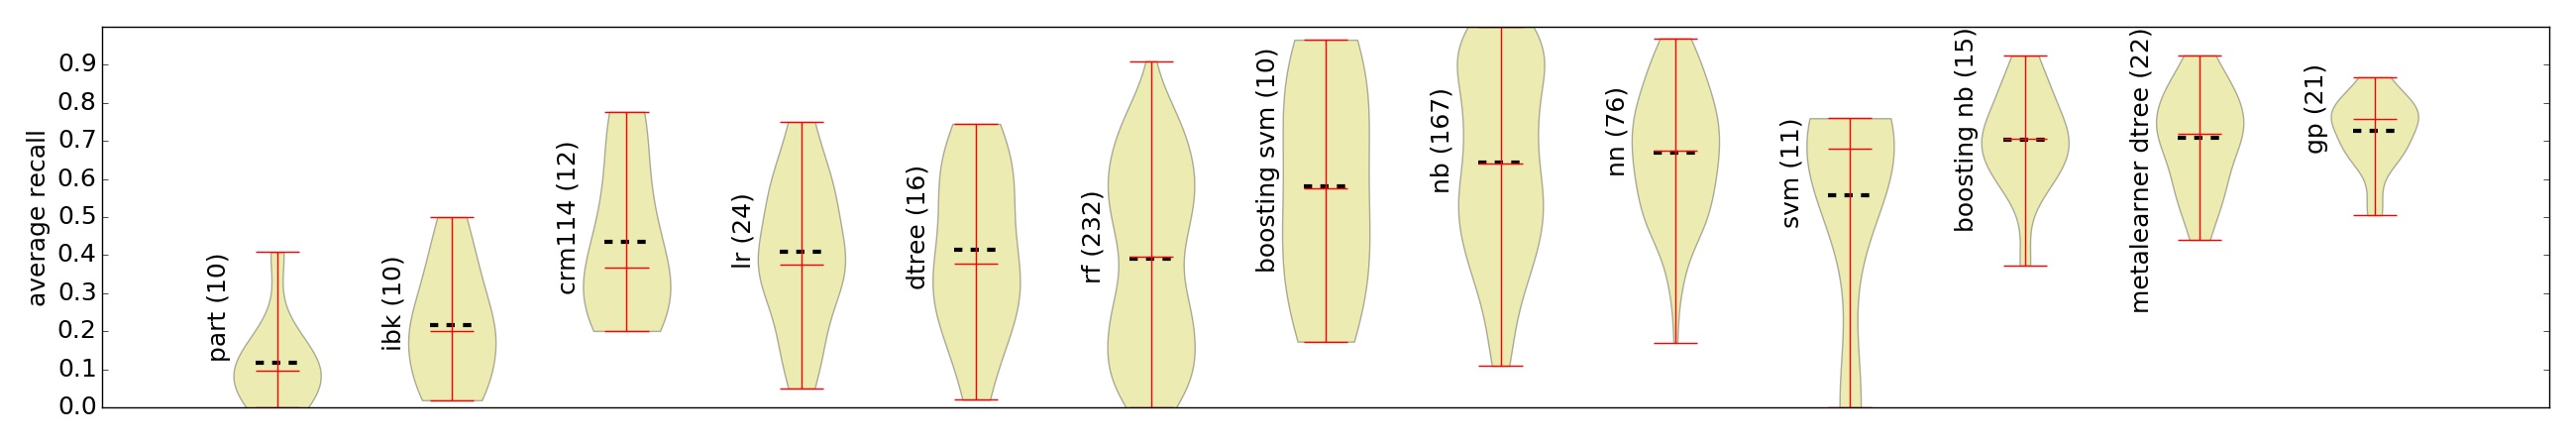 average recall
0.9
0.8
0.7
0.6
0.5
0.4
0.3
0.2
0.1
0.0
part (10)
ibk (10)
crm114 (12)
lr (24)
dtree (16)
rf (232)
boosting svm (10)
nb (167)
nn (76)
svm (11)
boosting nb (15)
metalearner dtree (22)
gp (21)